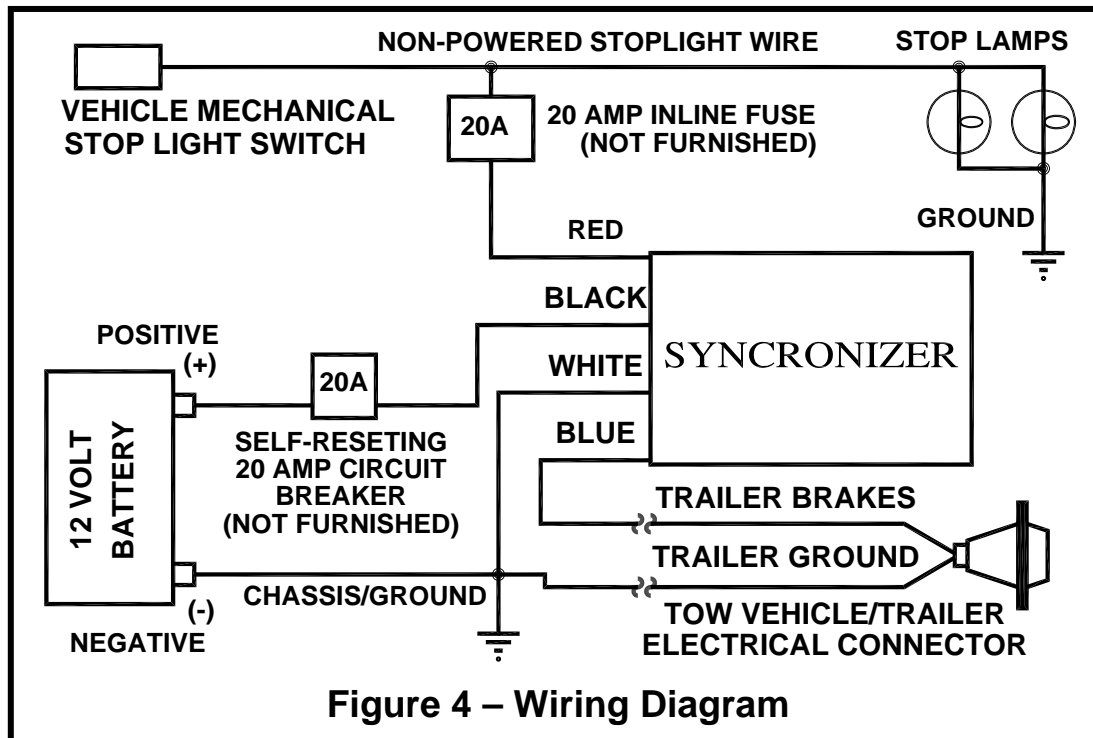 NON-POWERED STOPLIGHT WIRE
STOP LAMPS
VEHICLE MECHANICAL
STOP LIGHT SWITCH
20A
20 AMP INLINE FUSE
(NOT FURNISHED)
GROUND
RED
BLACK
WHITE
BLUE
SYNCRONIZER
POSITIVE
(+)
20A
12 VOLT
BATTERY
SELF-RESETING
20 AMP CIRCUIT
BREAKER
(NOT FURNISHED)
TRAILER BRAKES
TRAILER GROUND
CHASSIS/GROUND
(-)
NEGATIVE
TOW VEHICLE/TRAILER
ELECTRICAL CONNECTOR
Figure 4 – Wiring Diagram